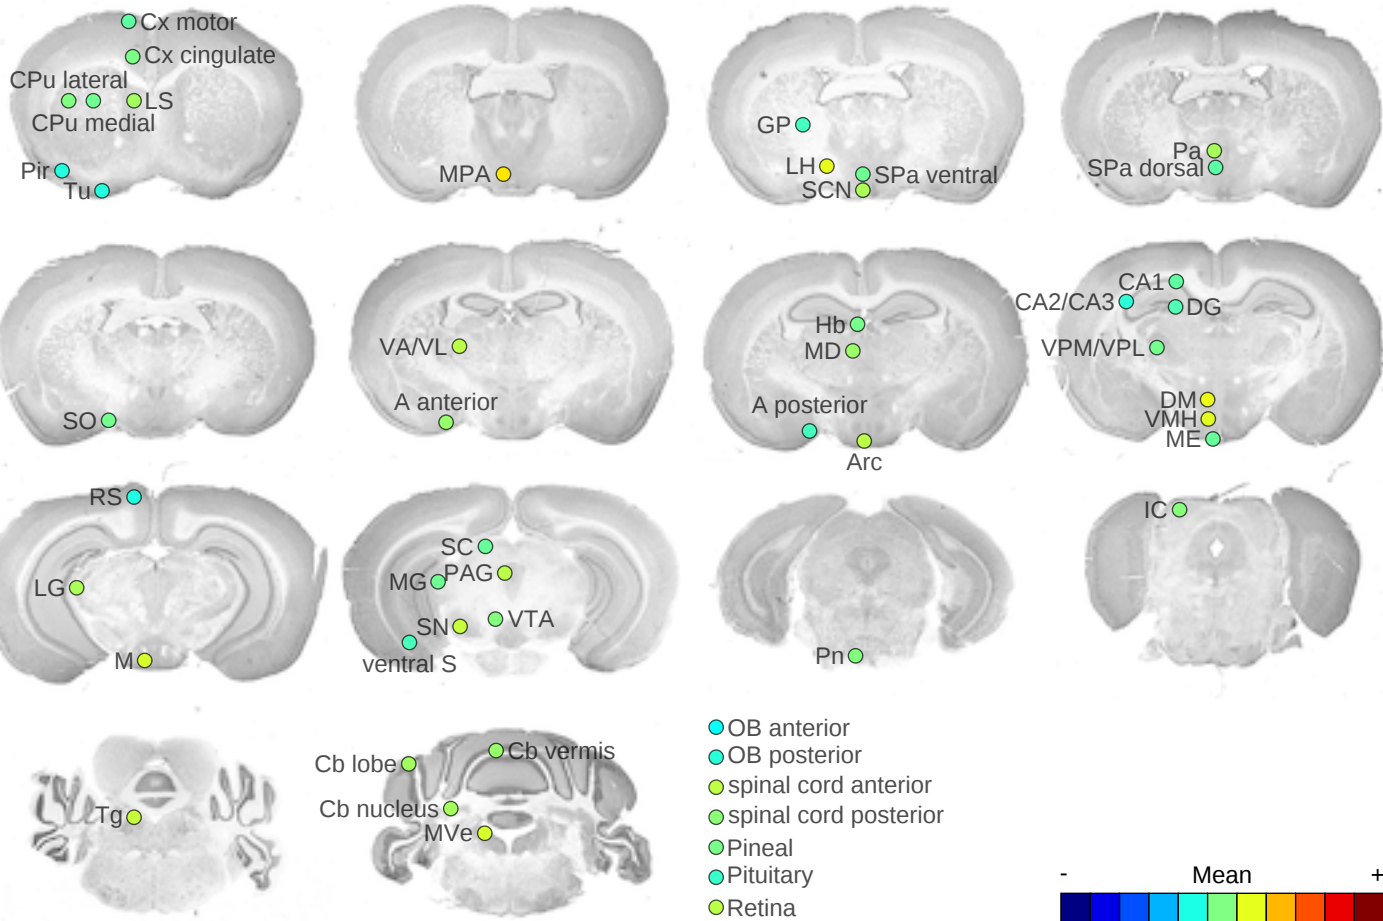 Cx motor
Cx cingulate
CPu lateral
LS
CPu medial
Pir
Tu
MPA
GP
LH
SPa ventral
SCN
Pa
SPa dorsal
SO
VA/VL
A anterior
Hb
MD
A posterior
Arc
CA1
CA2/CA3
DG
VPM/VPL
DM
VMH
ME
RS
LG
M
SC
MG
PAG
SN
VTA
ventral S
Pn
IC
Tg
Cb lobe
Cb vermis
Cb nucleus
MVe
OB anterior
OB posterior
spinal cord anterior
spinal cord posterior
Pineal
Pituitary
Retina
- Mean +